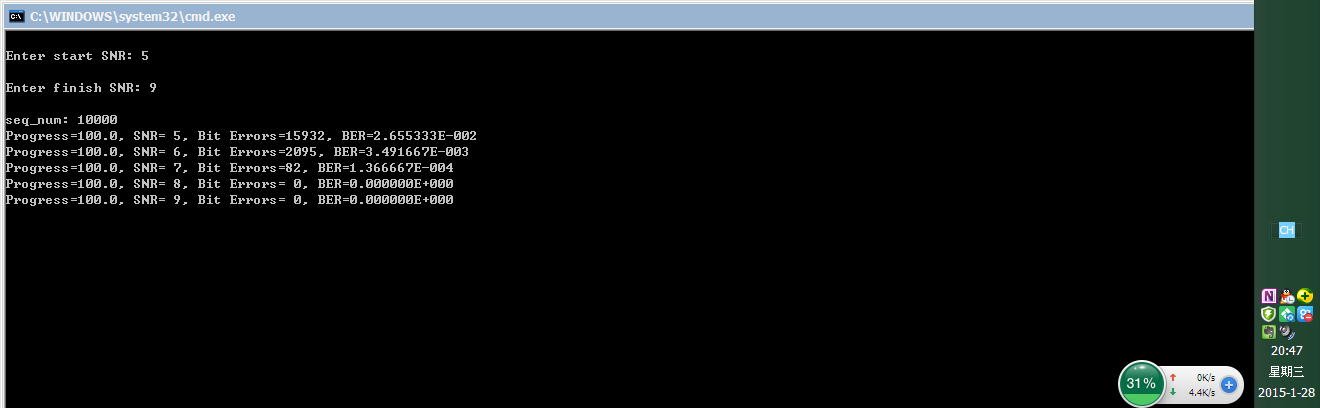 C:\WINDOWS\system32\cmd.exe
Enter start SNR: 5
Enter finish SNR: 9
seq_num: 10000
Progress=100.0, SNR= 5, Bit Errors=15932, BER=2.655333E-002
Progress=100.0, SNR= 6, Bit Errors=2095, BER=3.491667E-003
Progress=100.0, SNR= 7, Bit Errors=82, BER=1.366667E-004
Progress=100.0, SNR= 8, Bit Errors= 0, BER=0.000000E+000
Progress=100.0, SNR= 9, Bit Errors= 0, BER=0.000000E+000
CH
20:47
星期三
2015-1-28
31%
0K/s
4.4K/s